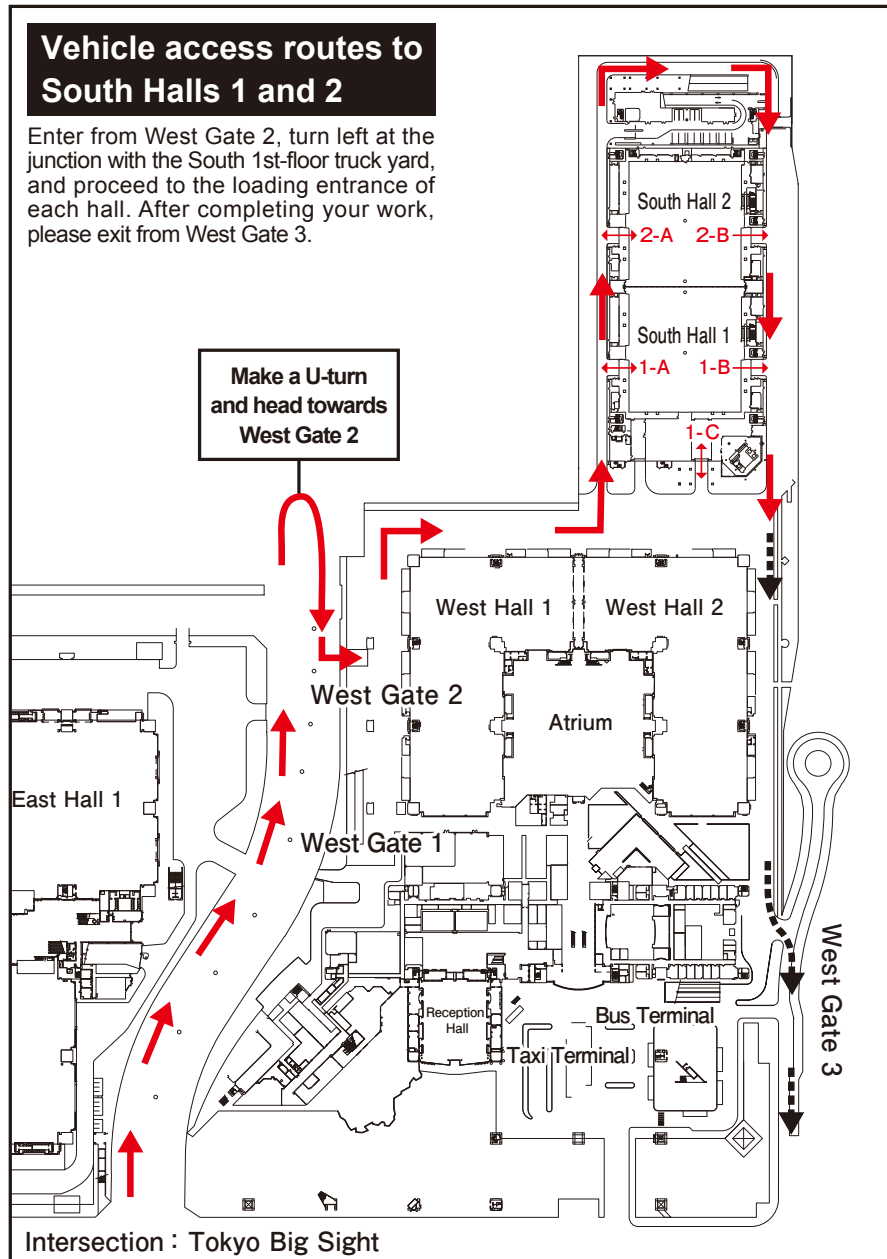 Vehicle access routes to
South Halls 1 and 2
Enter from West Gate 2, turn left at the
junction with the South 1st-floor truck yard,
and proceed to the loading entrance of
each hall. After completing your work,
please exit from West Gate 3.
South Hall 2
2-A
2-B
South Hall 1
1-A
1-B
1-C
Make a U-turn
and head towards
West Gate 2
West Hall 1
West Hall 2
West Gate 2
Atrium
East Hall 1
West Gate 1
West Gate 3
Reception
Hall
Bus Terminal
Taxi Terminal
Intersection : Tokyo Big Sight